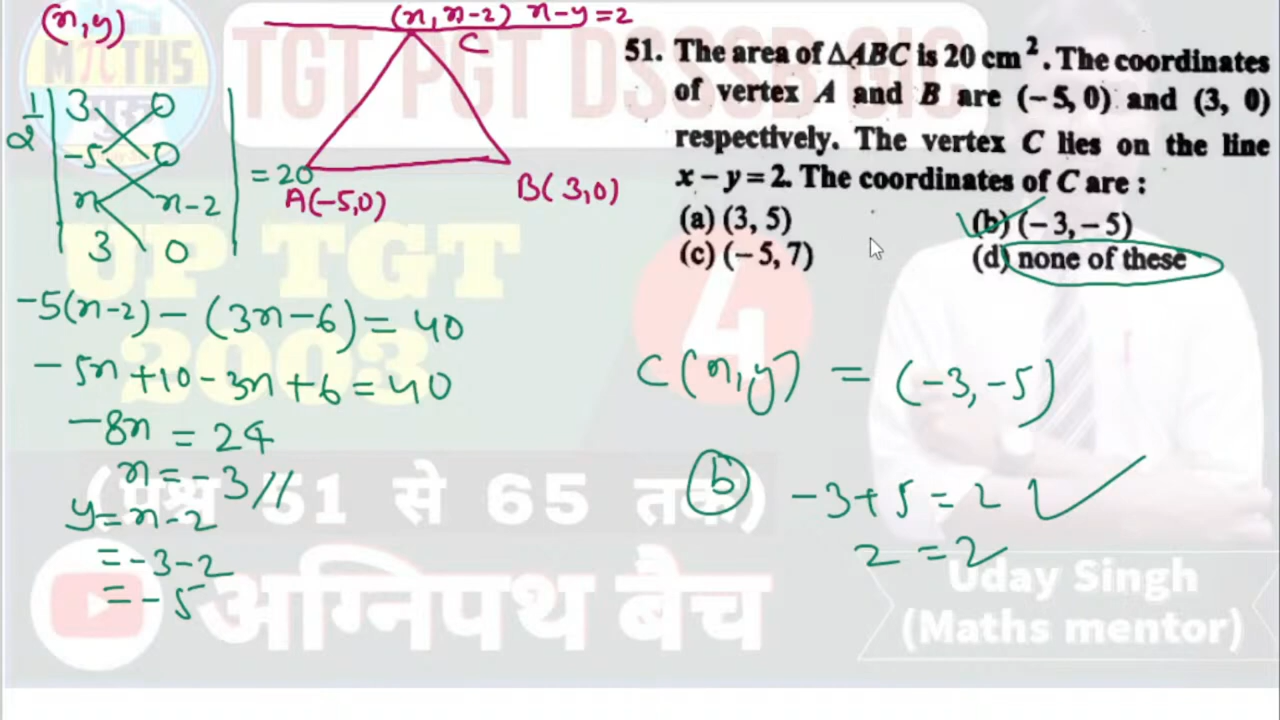 (x, y)
(x, x-2) x-y=2
C
A(-5,0)
B(3,0)
1/2 | 3 0
-5 0
x x-2
3 0 | = 20
-5(x-2) - (3x-6) = 40
-5x +10 - 3x + 6 = 40
-8x = 24
x = -3 //
y = x-2
= -3-2
= -5
51. The area of ΔABC is 20 cm². The coordinates
of vertex A and B are (−5, 0) and (3, 0)
respectively. The vertex C lies on the line
x − y = 2. The coordinates of C are :
(a) (3, 5)
(b) (−3, −5)
(c) (−5, 7)
(d) none of these
C(x, y) = (-3, -5)
b
-3+5 = 2
2 = 2
MATHS
TGT PGT DSSSB GIC
UP TGT
2003
4
(प्रश्न 51 से 65 तक)
अग्निपथ बैच
Uday Singh
(Maths mentor)